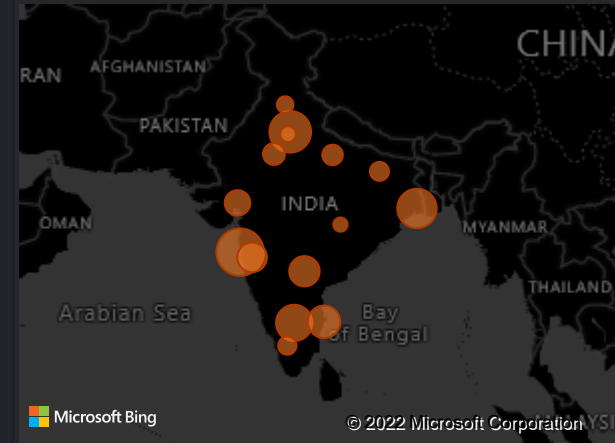 CHINA
RAN
AFGHANISTAN
PAKISTAN
INDIA
OMAN
MYANMAR
THAILAND
Arabian Sea
Bay
of Bengal
Microsoft Bing
© 2022 Microsoft Corporation